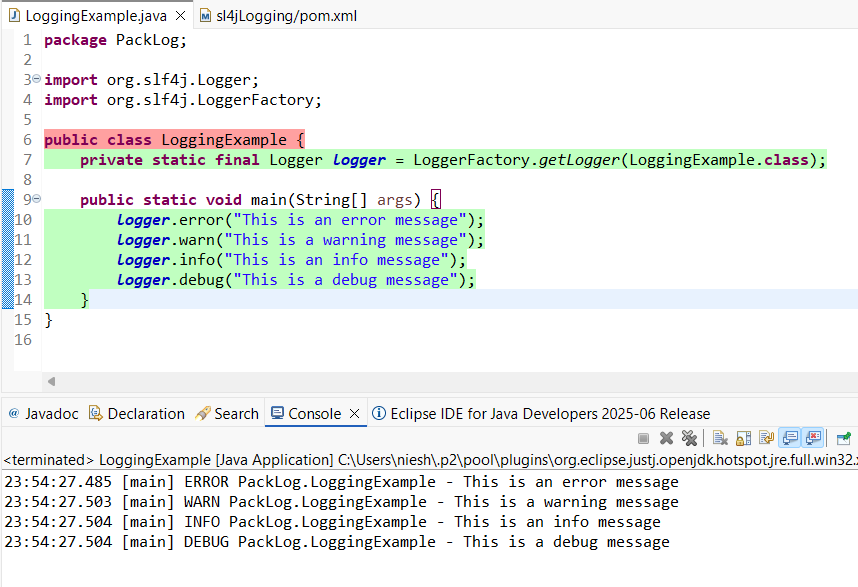 LoggingExample.java sl4jLogging/pom.xml
1 package PackLog;
2
3 import org.slf4j.Logger;
4 import org.slf4j.LoggerFactory;
5
6 public class LoggingExample {
7     private static final Logger logger = LoggerFactory.getLogger(LoggingExample.class);
8
9     public static void main(String[] args) {
10         logger.error("This is an error message");
11         logger.warn("This is a warning message");
12         logger.info("This is an info message");
13         logger.debug("This is a debug message");
14     }
15 }
16
@ Javadoc Declaration Search Console Eclipse IDE for Java Developers 2025-06 Release
<terminated> LoggingExample [Java Application] C:\Users\niesh\.p2\pool\plugins\org.eclipse.justj.openjdk.hotspot.jre.full.win32.
23:54:27.485 [main] ERROR PackLog.LoggingExample - This is an error message
23:54:27.503 [main] WARN PackLog.LoggingExample - This is a warning message
23:54:27.504 [main] INFO PackLog.LoggingExample - This is an info message
23:54:27.504 [main] DEBUG PackLog.LoggingExample - This is a debug message